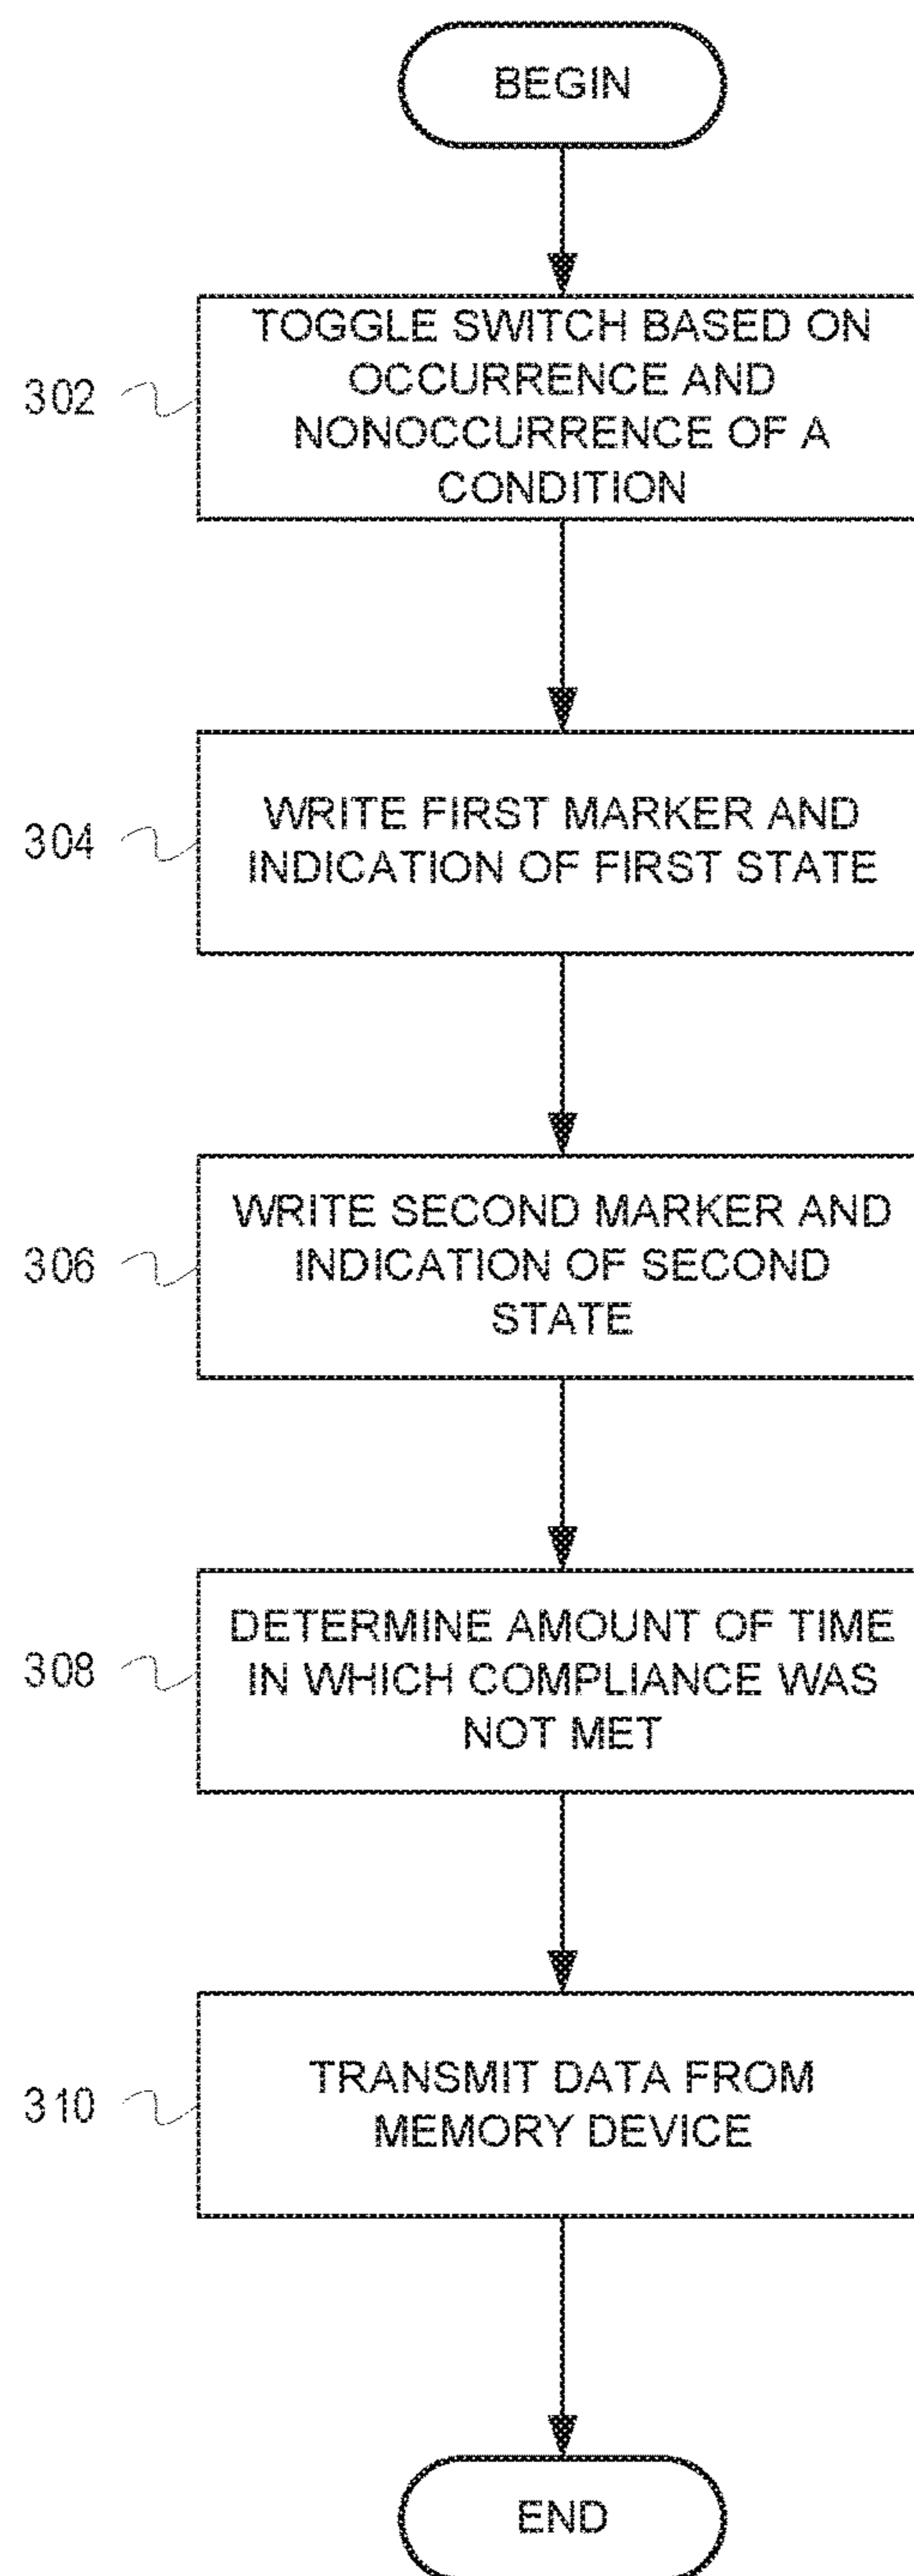 BEGIN
302
TOGGLE SWITCH BASED ON
OCCURRENCE AND
NONOCCURRENCE OF A
CONDITION
304
WRITE FIRST MARKER AND
INDICATION OF FIRST STATE
306
WRITE SECOND MARKER AND
INDICATION OF SECOND
STATE
308
DETERMINE AMOUNT OF TIME
IN WHICH COMPLIANCE WAS
NOT MET
310
TRANSMIT DATA FROM
MEMORY DEVICE
END